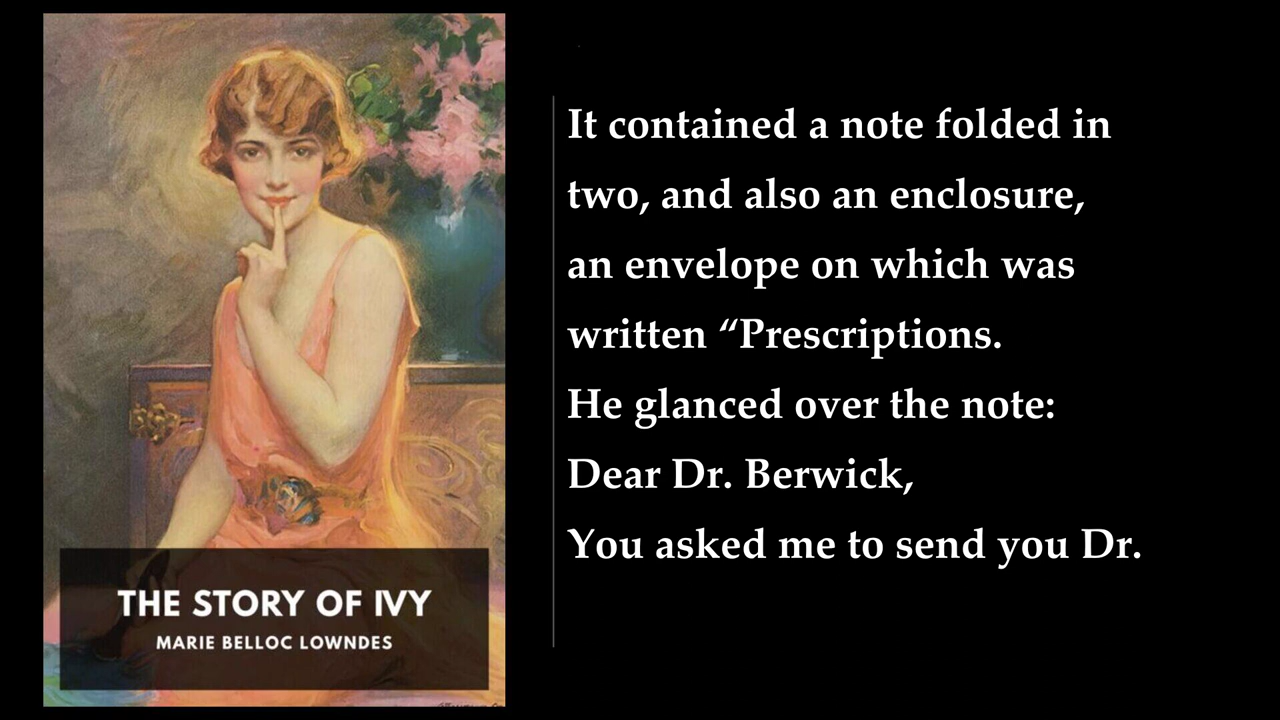 THE STORY OF IVY
MARIE BELLOC LOWNDES
It contained a note folded in
two, and also an enclosure,
an envelope on which was
written “Prescriptions.
He glanced over the note:
Dear Dr. Berwick,
You asked me to send you Dr.